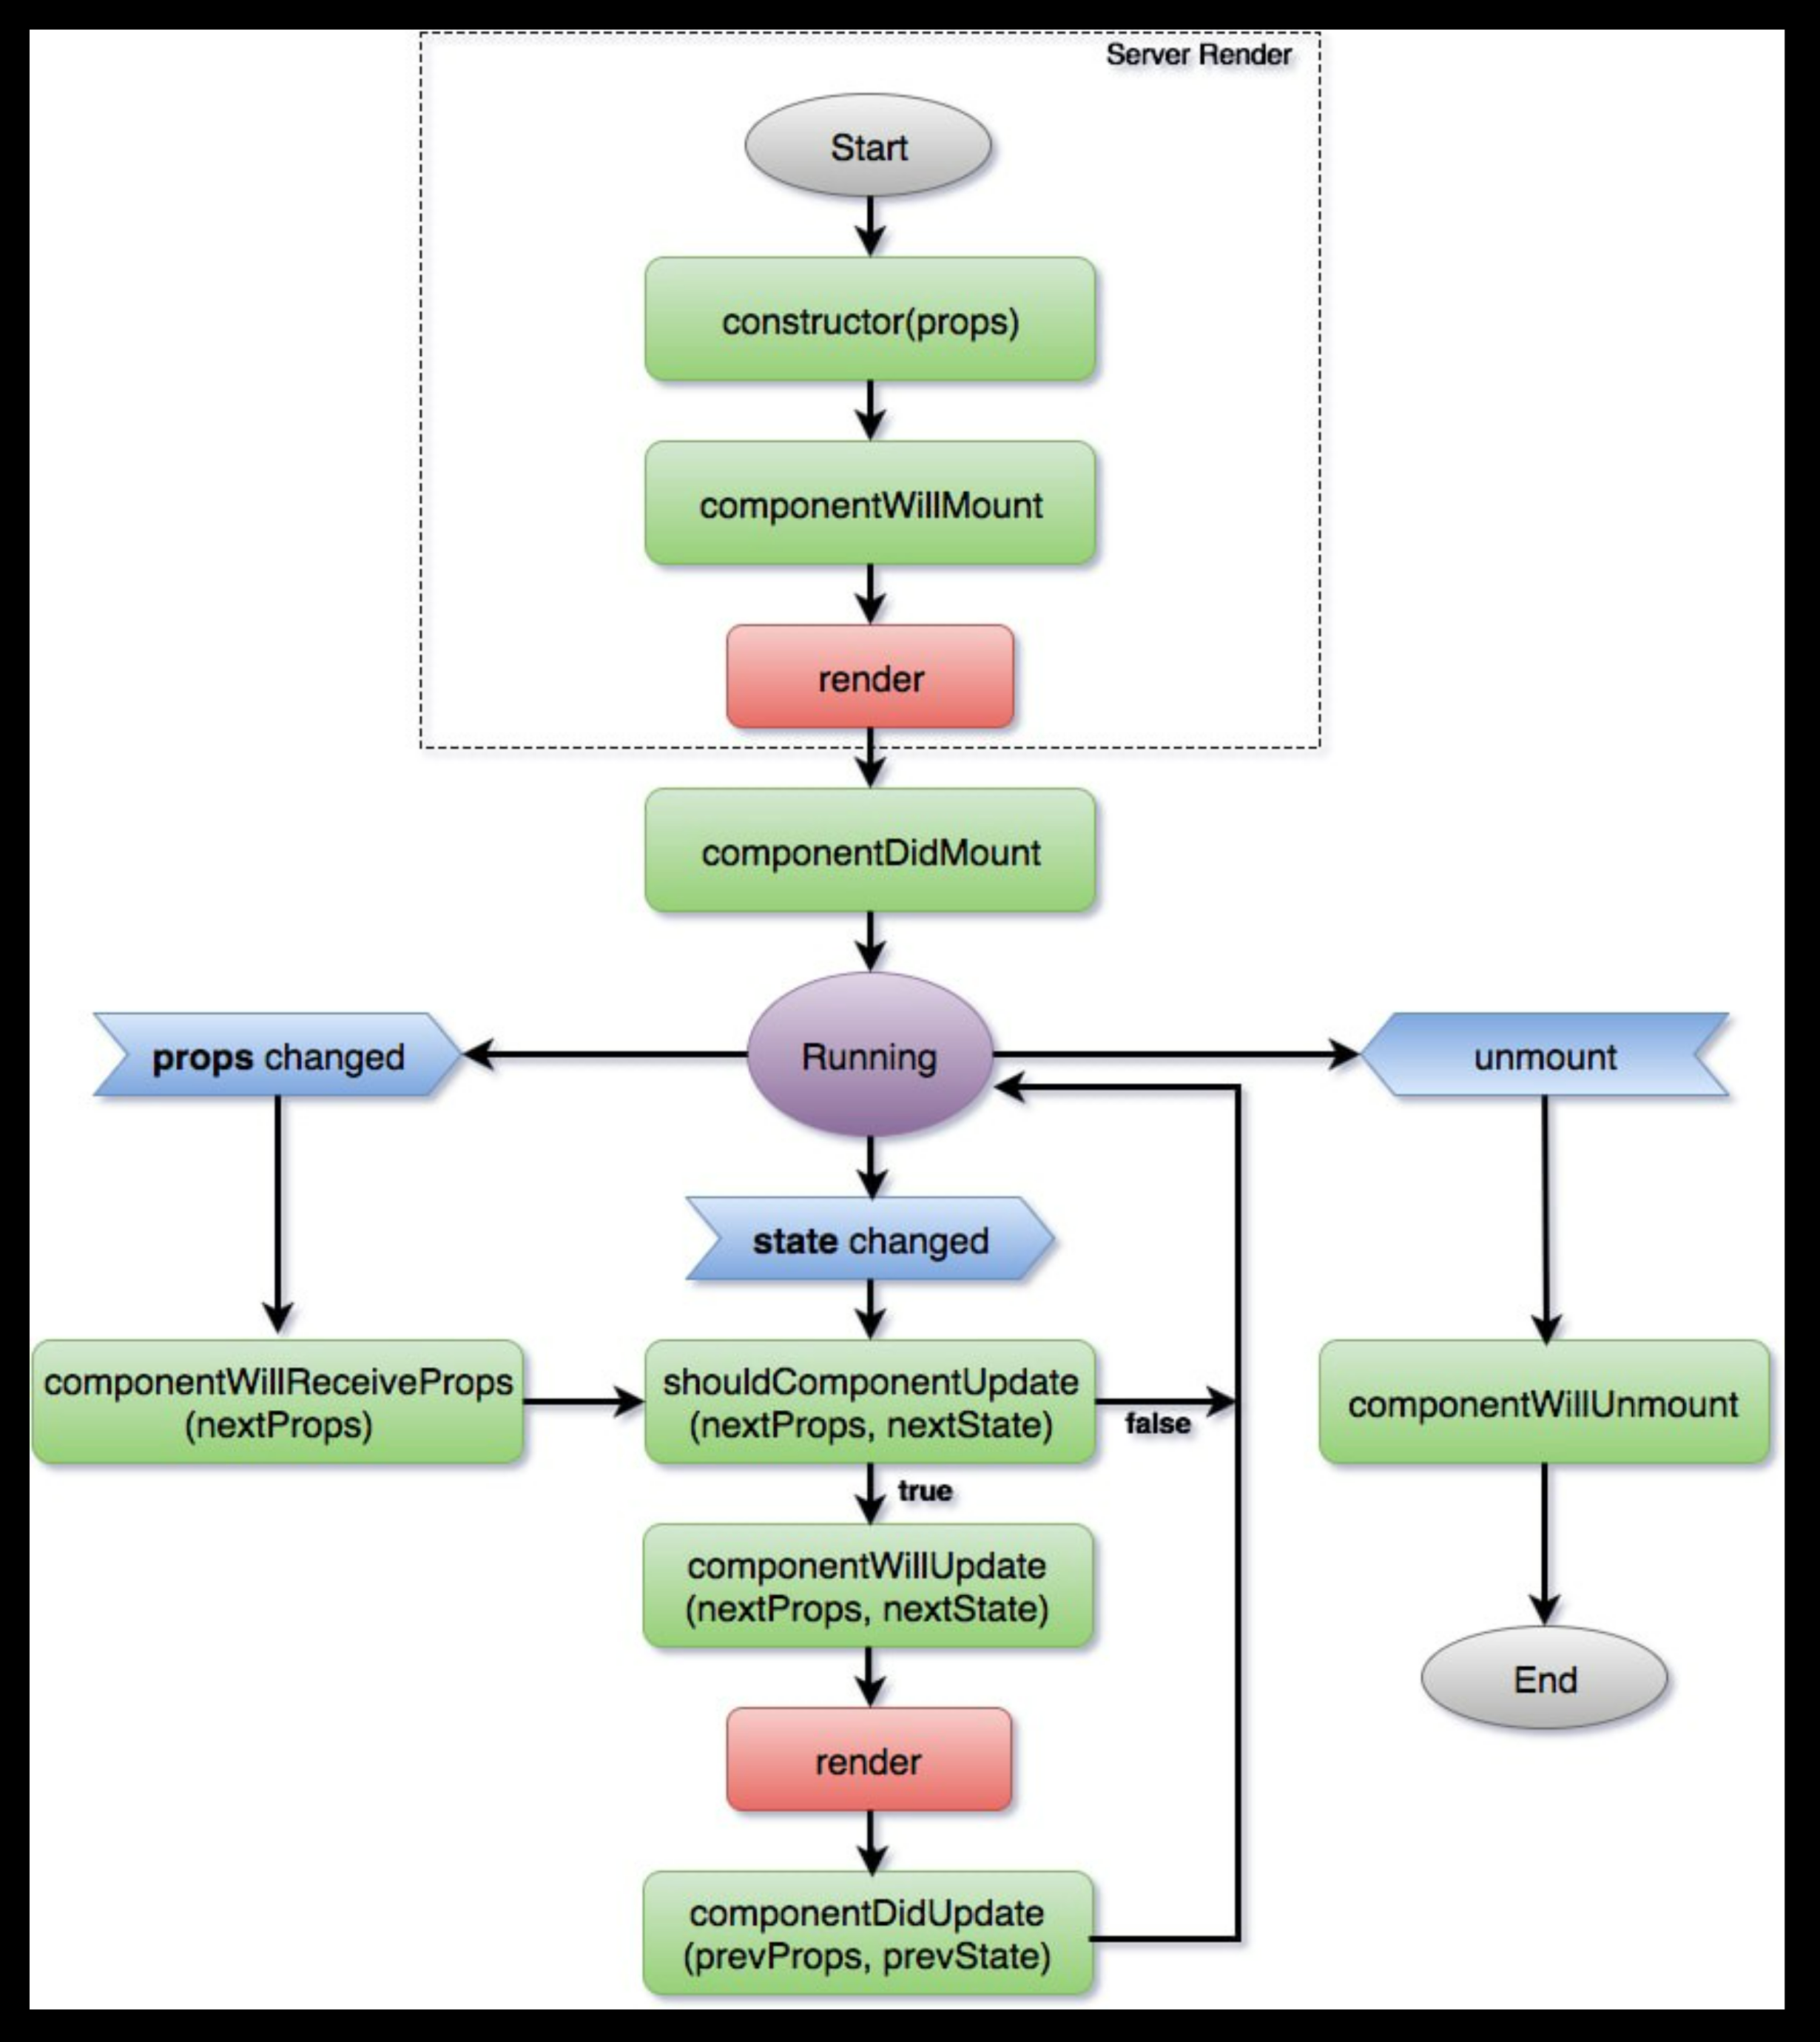 Server Render
Start
constructor(props)
componentWillMount
render
componentDidMount
props changed
Running
unmount
state changed
componentWillReceiveProps
(nextProps)
shouldComponentUpdate
(nextProps, nextState)
false
componentWillUnmount
true
componentWillUpdate
(nextProps, nextState)
End
render
componentDidUpdate
(prevProps, prevState)